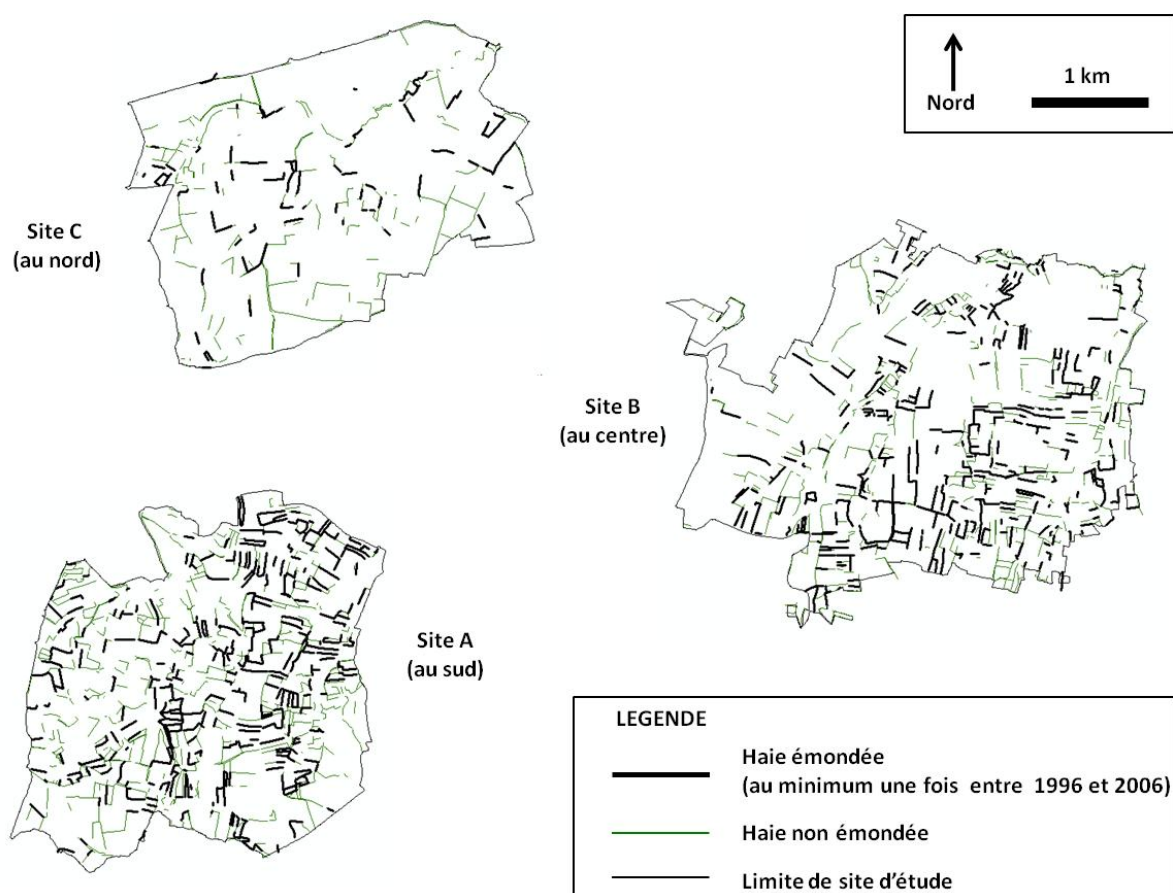 Nord
1 km
Site C
(au nord)
Site B
(au centre)
Site A
(au sud)
LEGENDE
Haie émondée
(au minimum une fois entre 1996 et 2006)
Haie non émondée
Limite de site d'étude